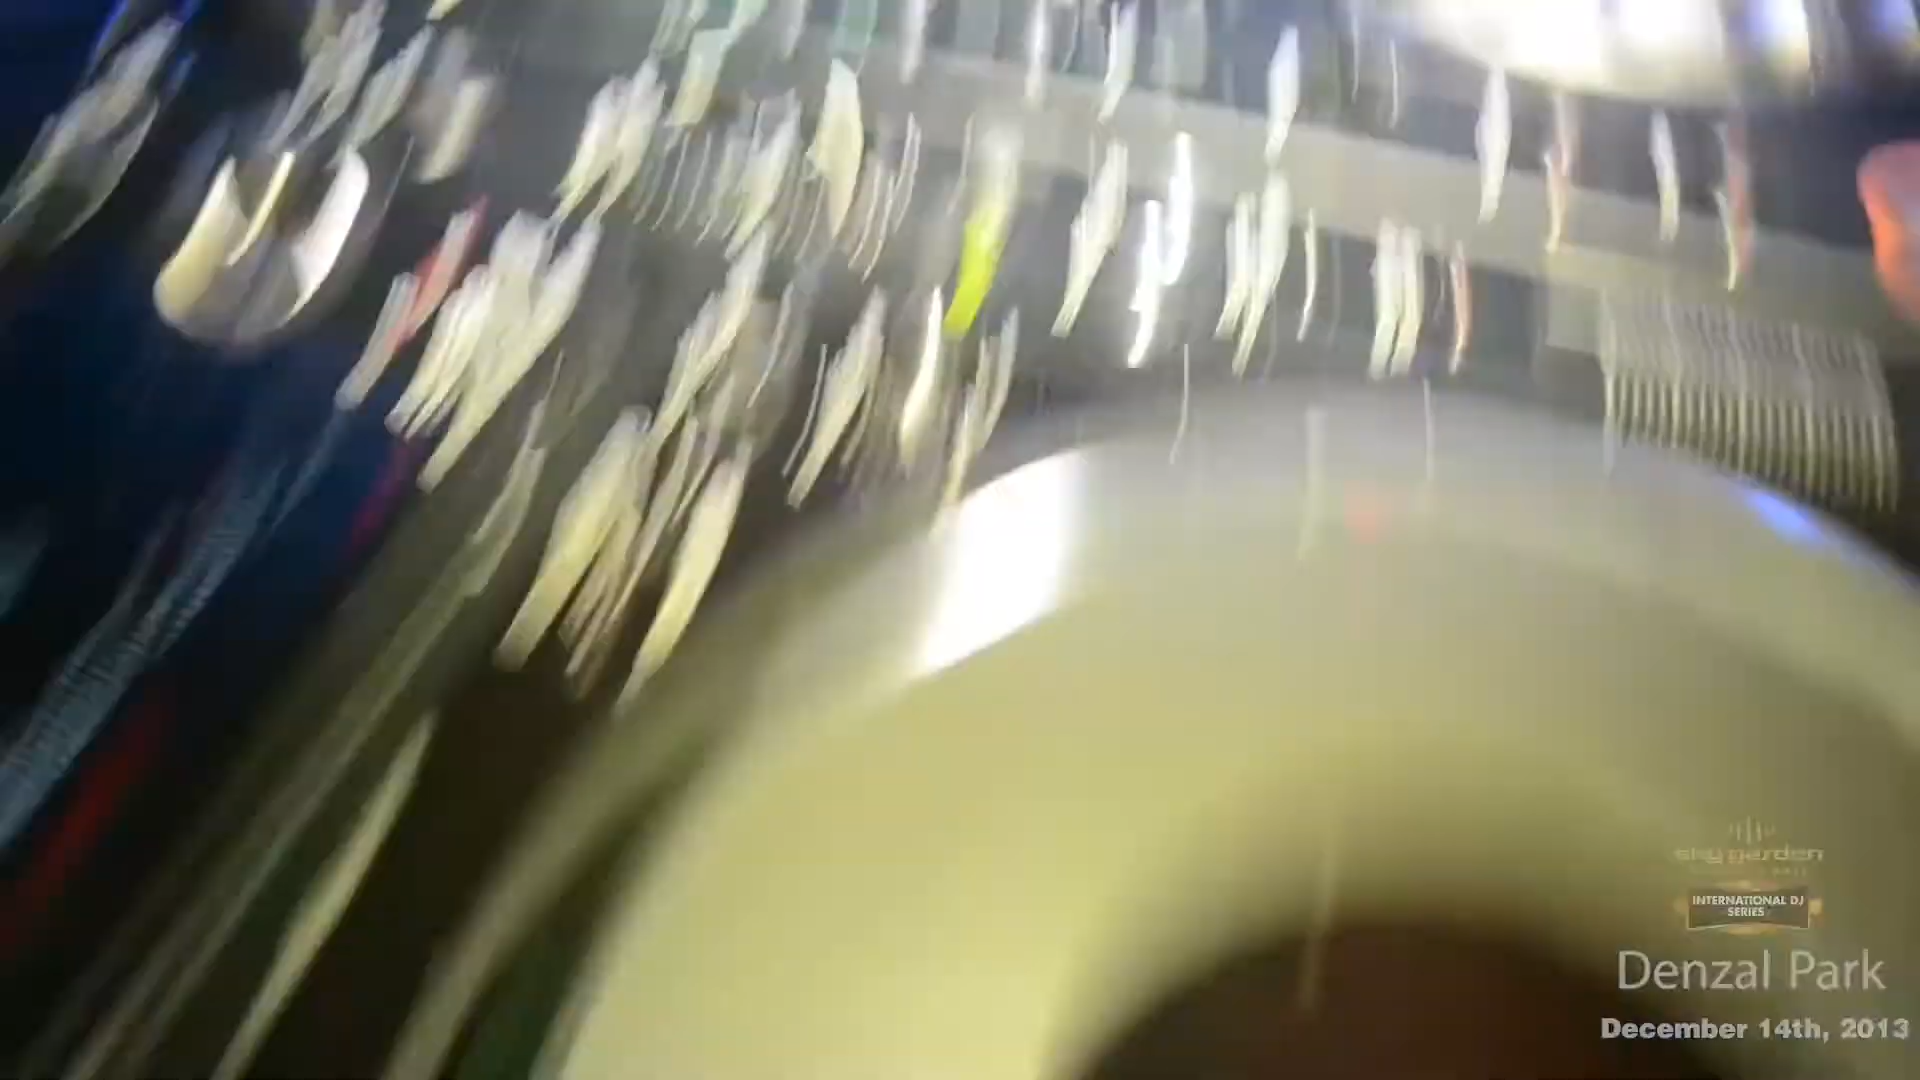 sky garden
INTERNATIONAL DJ
SERIES
Denzal Park
December 14th, 2013